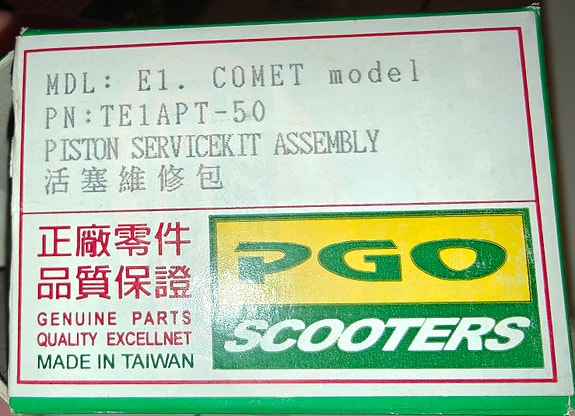 MDL: E1. COMET model
PN:TE1APT-50
PISTON SERVICEKIT ASSEMBLY
活塞維修包
正廠零件
品質保證
GENUINE PARTS
QUALITY EXCELLNET
MADE IN TAIWAN
PGO
SCOOTERS